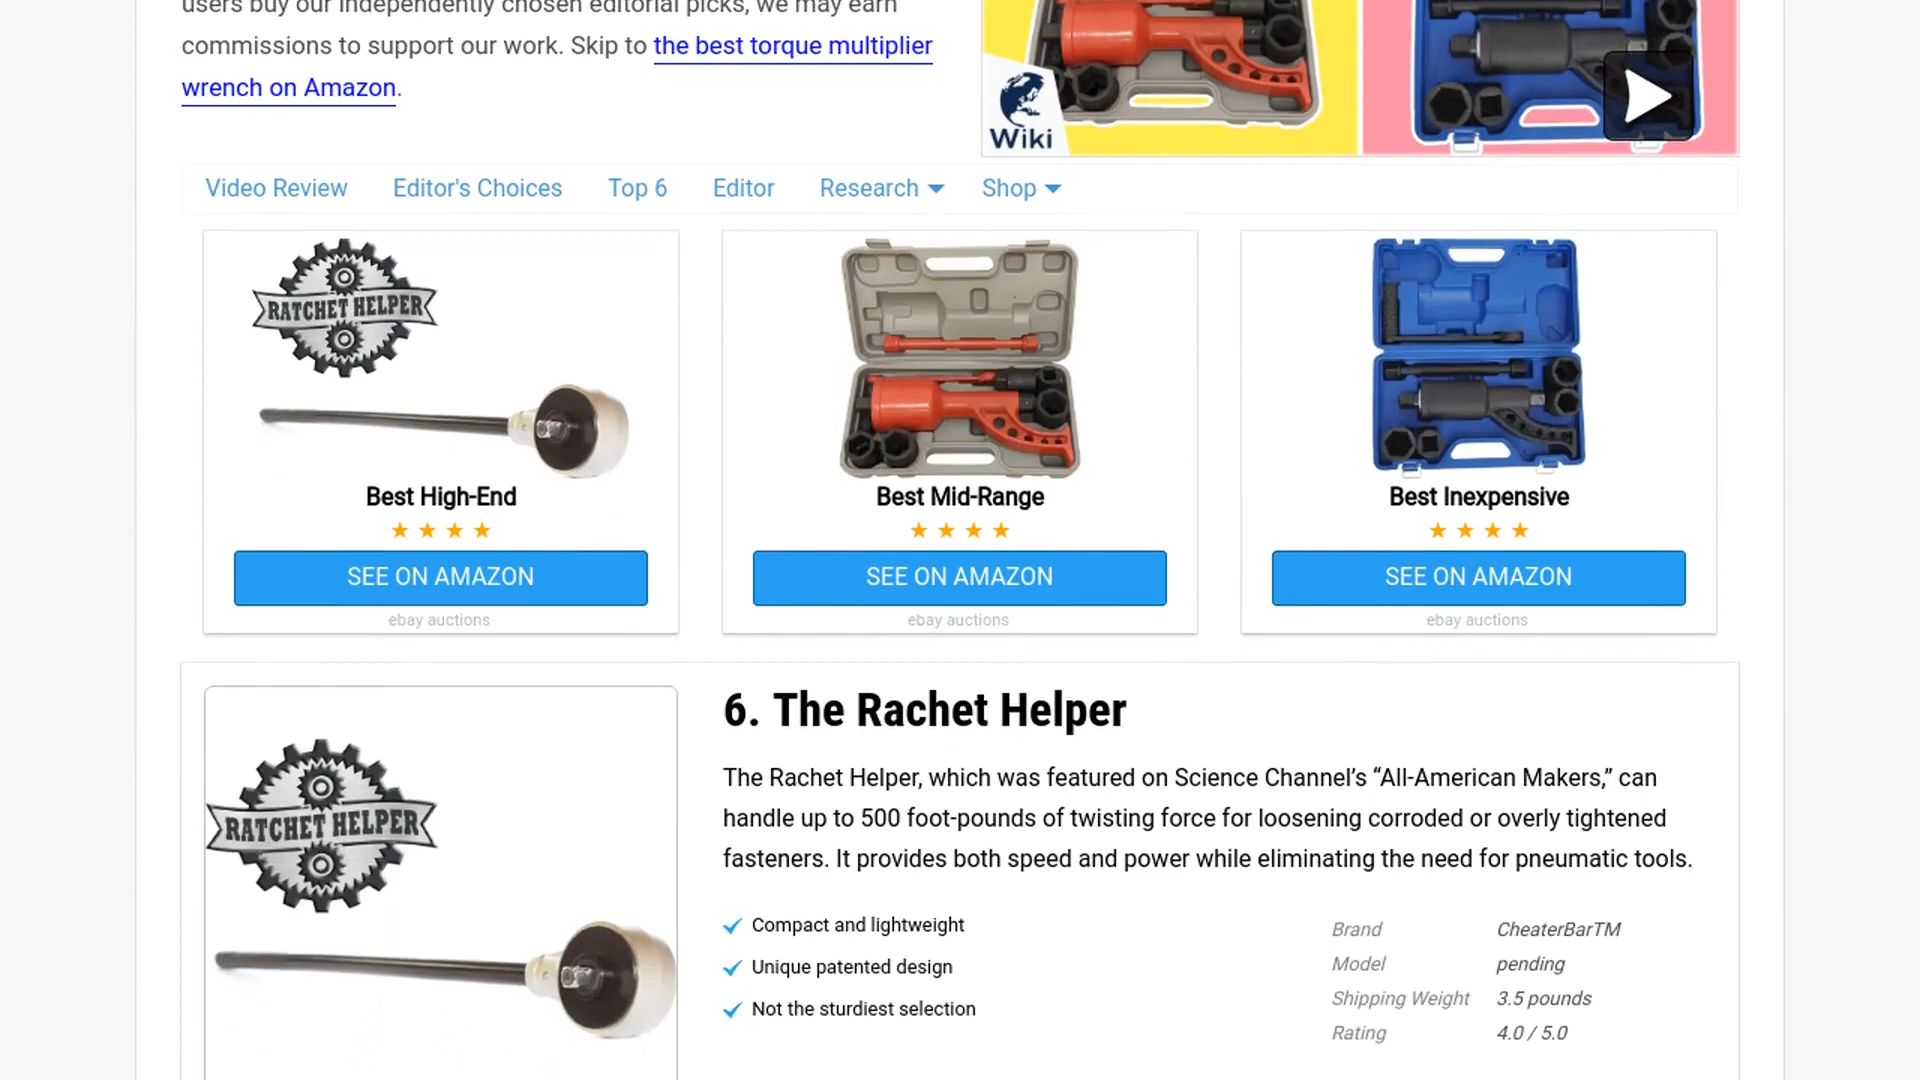 users buy our independently chosen editorial picks, we may earn
commissions to support our work. Skip to the best torque multiplier
wrench on Amazon.
Wiki
Video Review Editor's Choices Top 6 Editor Research Shop
RATCHET HELPER
Best High-End
SEE ON AMAZON
ebay auctions
Best Mid-Range
SEE ON AMAZON
ebay auctions
Best Inexpensive
SEE ON AMAZON
ebay auctions
RATCHET HELPER
6. The Rachet Helper
The Rachet Helper, which was featured on Science Channel’s “All-American Makers,” can
handle up to 500 foot-pounds of twisting force for loosening corroded or overly tightened
fasteners. It provides both speed and power while eliminating the need for pneumatic tools.
Compact and lightweight
Unique patented design
Not the sturdiest selection
Brand CheaterBarTM
Model pending
Shipping Weight 3.5 pounds
Rating 4.0 / 5.0